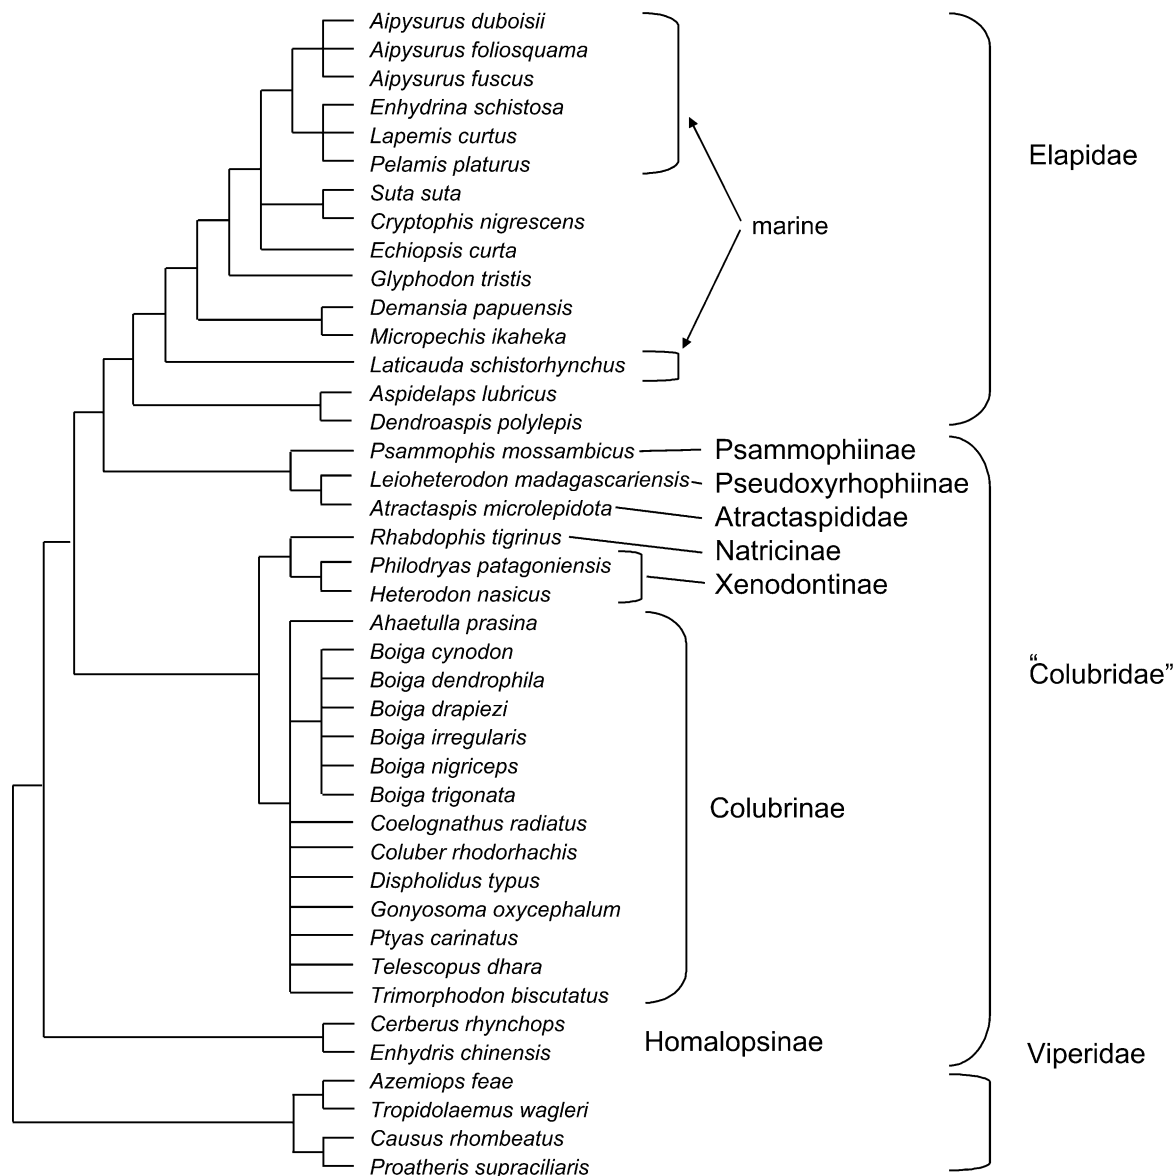 Aipysurus duboisii
Aipysurus foliosquama
Aipysurus fuscus
Enhydrina schistosa
Lapemis curtus
Pelamis platurus
Suta suta
Cryptophis nigrescens
Echiopsis curta
Glyphodon tristis
Demansia papuensis
Micropechis ikaheka
Laticauda schistorhynchus
Aspidelaps lubricus
Dendroaspis polylepis
marine
Elapidae
Psammophis mossambicus
Leioheterodon madagascariensis
Atractaspis microlepidota
Rhabdophis tigrinus
Philodryas patagoniensis
Heterodon nasicus
Psammophiinae
Pseudoxyrhophiinae
Atractaspididae
Natricinae
Xenodontinae
Ahaetulla prasina
Boiga cynodon
Boiga dendrophila
Boiga drapiezi
Boiga irregularis
Boiga nigriceps
Boiga trigonata
Coelognathus radiatus
Coluber rhodorhachis
Dispholidus typus
Gonyosoma oxycephalum
Ptyas carinatus
Telescopus dhara
Trimorphodon biscutatus
Colubrinae
“Colubridae”
Cerberus rhynchops
Enhydris chinensis
Homalopsinae
Azemiops feae
Tropidolaemus wagleri
Causus rhombeatus
Proatheris supraciliaris
Viperidae